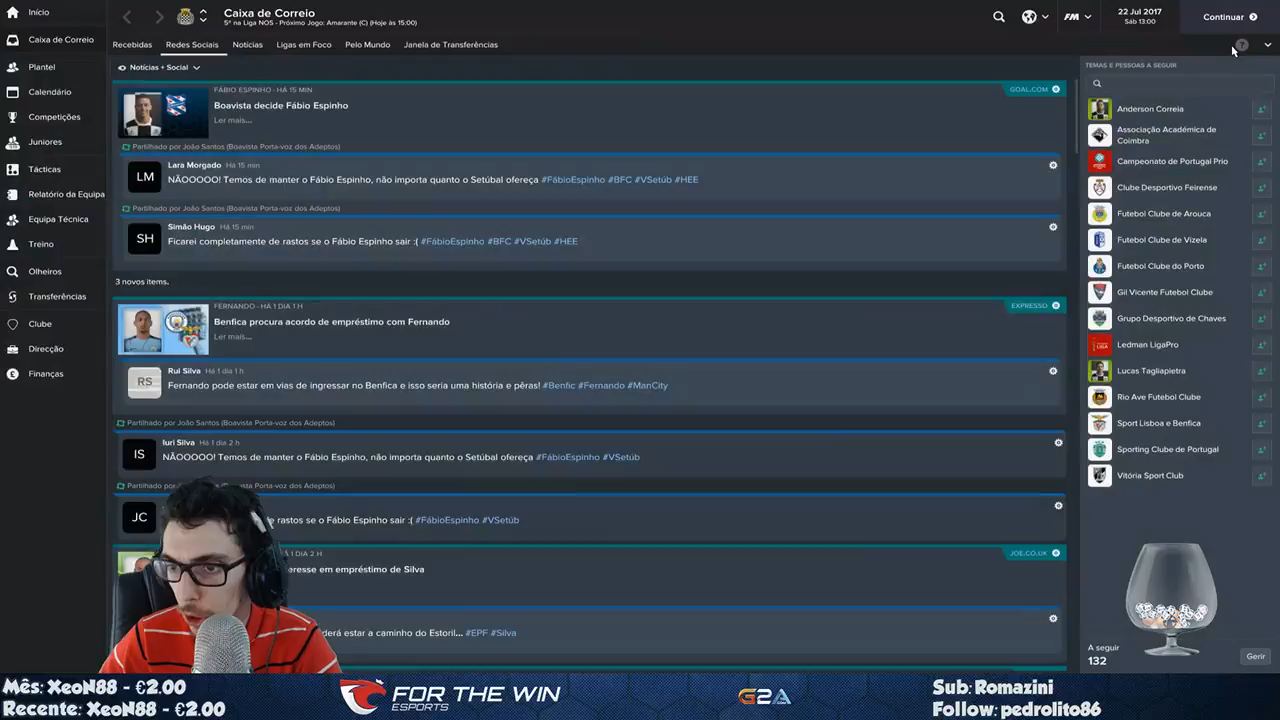 Início
Caixa de Correio
Plantel
Calendário
Competições
Juniores
Tácticas
Relatório da Equipa
Equipa Técnica
Treino
Olheiros
Transferências
Clube
Direcção
Finanças
Caixa de Correio
5º na Liga NOS - Próximo Jogo: Amarante (C) (Hoje às 15:00)
FM
22 Jul 2017
Sáb 13:00
Continuar
Recebidas
Redes Sociais
Notícias
Ligas em Foco
Pelo Mundo
Janela de Transferências
?
Notícias + Social
FÁBIO ESPINHO - HÁ 15 MIN
GOAL.COM
Boavista decide Fábio Espinho
Ler mais...
Partilhado por João Santos (Boavista Porta-voz dos Adeptos)
LM
Lara Morgado Há 15 min
NÃOOOOO! Temos de manter o Fábio Espinho, não importa quanto o Setúbal ofereça #FábioEspinho #BFC #VSetúb #HEE
Partilhado por João Santos (Boavista Porta-voz dos Adeptos)
SH
Simão Hugo Há 15 min
Ficarei completamente de rastos se o Fábio Espinho sair :( #FábioEspinho #BFC #VSetúb #HEE
3 novos items.
FERNANDO - HÁ 1 DIA 1 H
EXPRESSO
Benfica procura acordo de empréstimo com Fernando
Ler mais...
RS
Rui Silva Há 1 dia 1 h
Fernando pode estar em vias de ingressar no Benfica e isso seria uma história e pêras! #Benfic #Fernando #ManCity
Partilhado por João Santos (Boavista Porta-voz dos Adeptos)
IS
Iuri Silva Há 1 dia 2 h
NÃOOOOO! Temos de manter o Fábio Espinho, não importa quanto o Setúbal ofereça #FábioEspinho #VSetúb
Partilhado por João Santos (Boavista Porta-voz dos Adeptos)
JC
de rastos se o Fábio Espinho sair :( #FábioEspinho #VSetúb
1 DIA 2 H
JOE.CO.UK
eresse em empréstimo de Silva
derá estar a caminho do Estoril... #EPF #Silva
TEMAS E PESSOAS A SEGUIR
Anderson Correia
Associação Académica de
Coimbra
Campeonato de Portugal Prio
Clube Desportivo Feirense
Futebol Clube de Arouca
Futebol Clube de Vizela
Futebol Clube do Porto
Gil Vicente Futebol Clube
Grupo Desportivo de Chaves
Ledman LigaPro
Lucas Tagliapietra
Rio Ave Futebol Clube
Sport Lisboa e Benfica
Sporting Clube de Portugal
Vitória Sport Club
A seguir
132
Gerir
Mês: XeoN88 - €2.00
Recente: XeoN88 - €2.00
FOR THE WIN
ESPORTS
G2A
Sub: Romazini
Follow: pedrolito86